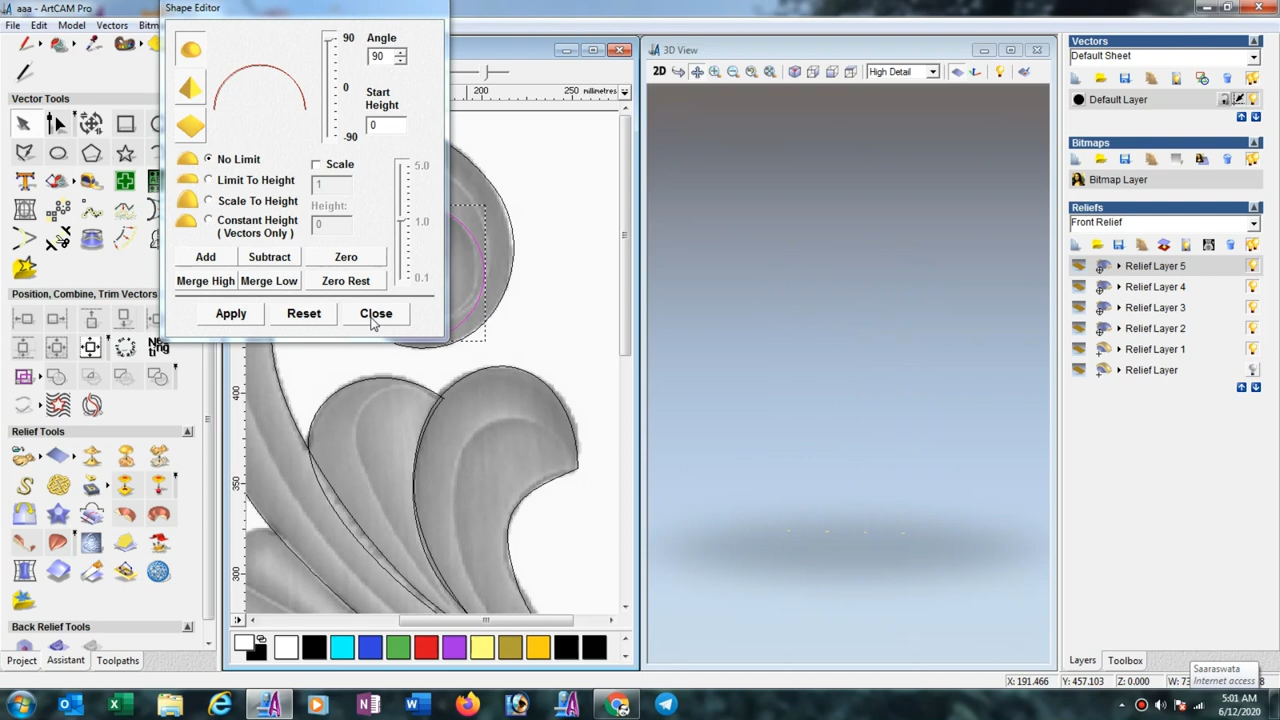 aaa - ArtCAM Pro
File Edit Model Vectors Bitm
Shape Editor
90
0
-90
Angle
90
Start
Height
0
No Limit
Limit To Height
Scale To Height
Constant Height
( Vectors Only )
Scale
1
Height:
0
5.0
1.0
0.1
Add Subtract Zero
Merge High Merge Low Zero Rest
Apply Reset Close
Vector Tools
Position, Combine, Trim Vectors
Relief Tools
Back Relief Tools
Project Assistant Toolpaths
200 250 millimetres
400
350
300
3D View
2D
High Detail
Vectors
Default Sheet
Default Layer
Bitmaps
Bitmap Layer
Reliefs
Front Relief
Relief Layer 5
Relief Layer 4
Relief Layer 3
Relief Layer 2
Relief Layer 1
Relief Layer
Layers Toolbox
Saaraswata
Internet access
X: 191.466 Y: 457.103 Z: 0.000
5:01 AM
6/12/2020